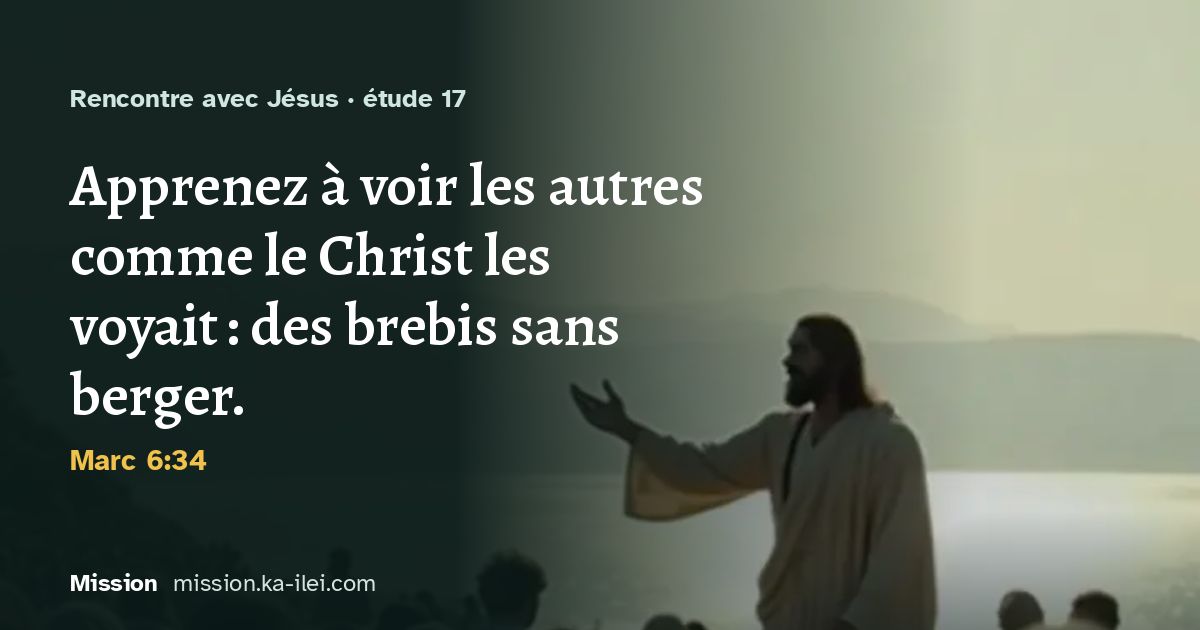 Rencontre avec Jésus · étude 17
Apprenez à voir les autres
comme le Christ les
voyait : des brebis sans
berger.
Marc 6:34
Mission mission.ka-ilei.com